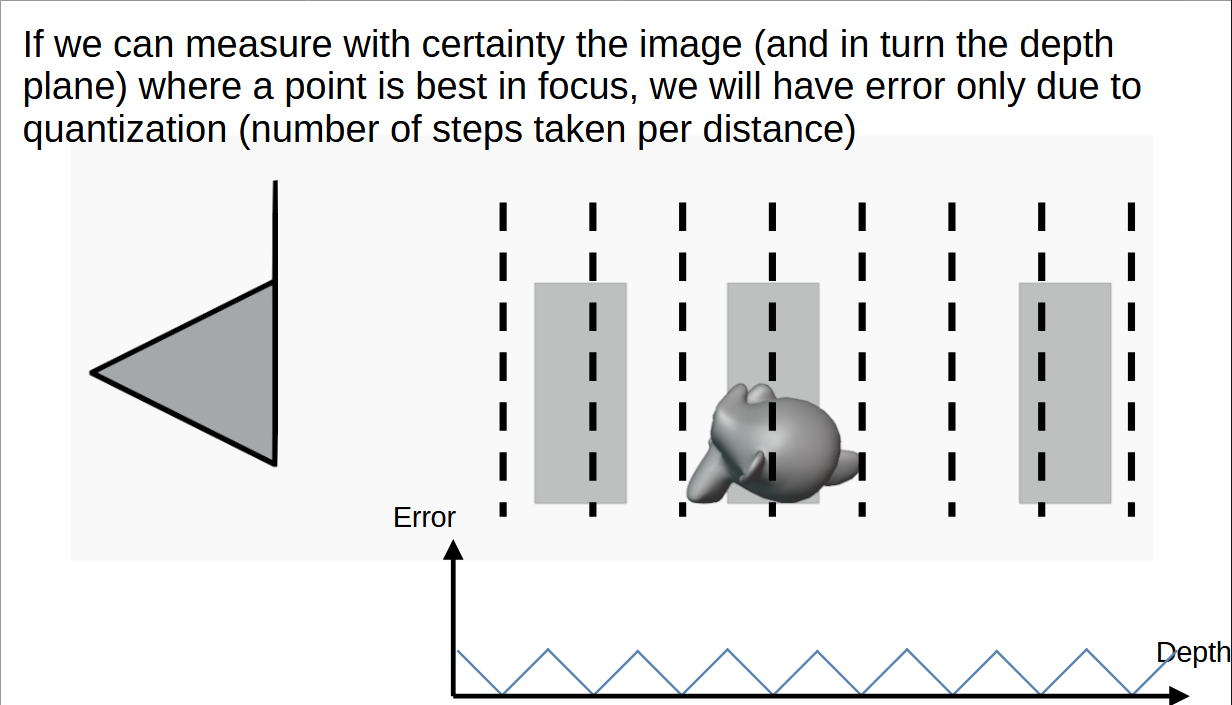 If we can measure with certainty the image (and in turn the depth
plane) where a point is best in focus, we will have error only due to
quantization (number of steps taken per distance)
Error
Depth